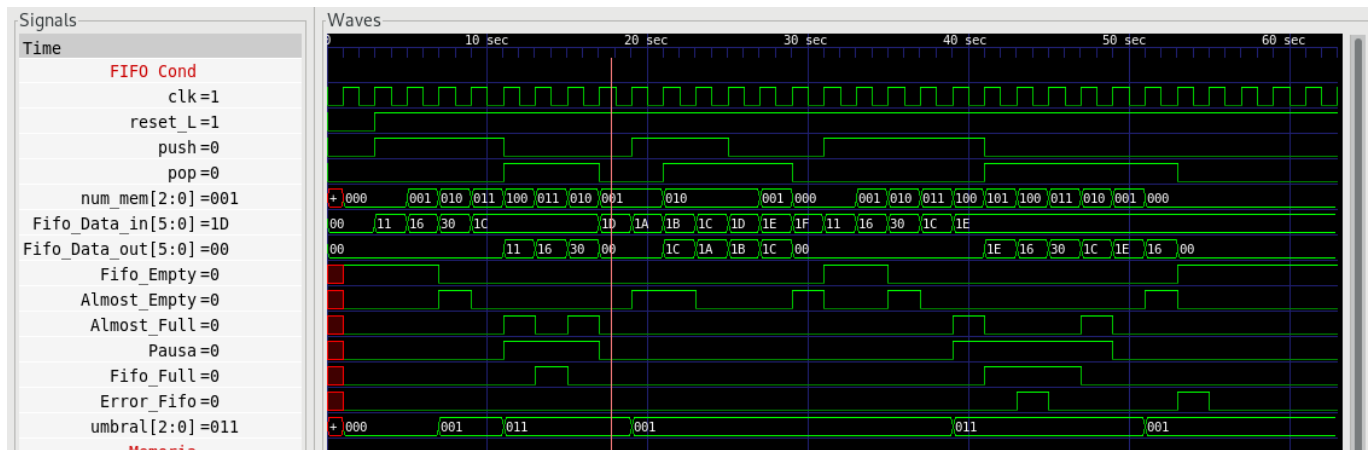 Signals Waves
Time 0 10 sec 20 sec 30 sec 40 sec 50 sec 60 sec
FIFO Cond
clk =1
reset_L =1
push =0
pop =0
num_mem[2:0] =001 + 000 001 010 011 100 011 010 001 010 001 000 001 010 011 100 101 100 011 010 001 000
Fifo_Data_in[5:0] =1D 00 11 16 30 1C 1D 1A 1B 1C 1D 1E 1F 11 16 30 1C 1E
Fifo_Data_out[5:0] =00 00 11 16 30 00 1C 1A 1B 1C 00 1E 16 30 1C 1E 16 00
Fifo_Empty =0
Almost_Empty =0
Almost_Full =0
Pausa =0
Fifo_Full =0
Error_Fifo =0
umbral[2:0] =011 + 000 001 011 001 011 001